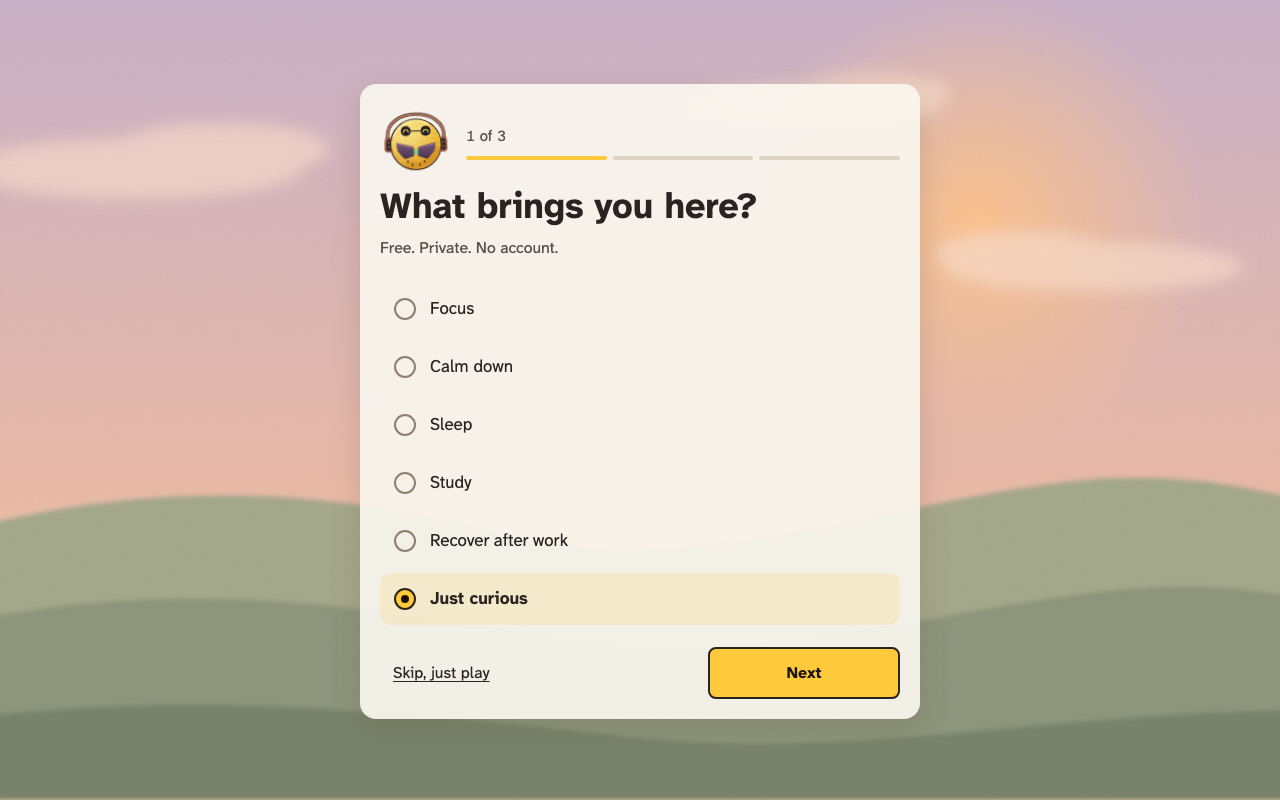 1 of 3
What brings you here?
Free. Private. No account.
Focus
Calm down
Sleep
Study
Recover after work
Just curious
Skip, just play
Next